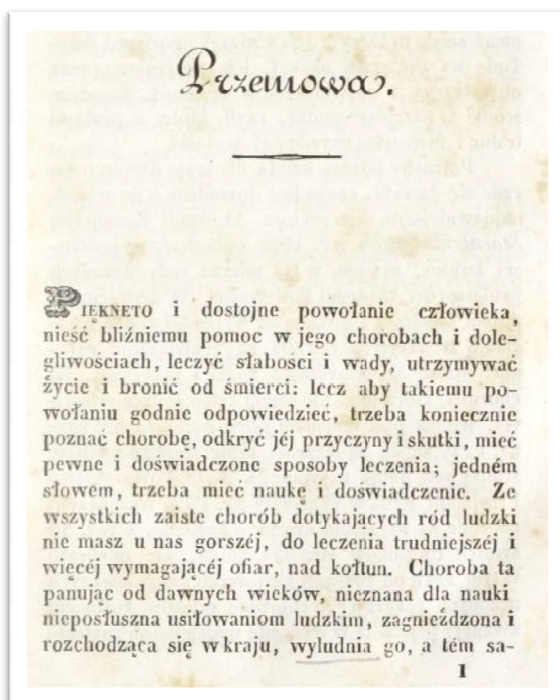 Przemowa.
PIĘKNETO i dostojne powołanie człowieka,
nieść bliźniemu pomoc w jego chorobach i dole-
gliwościach, leczyć słabości i wady, utrzymywać
życie i bronić od śmierci: lecz aby takiemu po-
wołaniu godnie odpowiedzieć, trzeba koniecznie
poznać chorobę, odkryć jéj przyczyny i skutki, mieć
pewne i doświadczone sposoby leczenia; jedném
słowem, trzeba mieć naukę i doświadczenie. Ze
wszystkich zaiste chorób dotykających ród ludzki
nie masz u nas gorszéj, do leczenia trudniejszéj i
więcéj wymagającéj ofiar, nad kołtun. Choroba ta
panując od dawnych wieków, nieznana dla nauki
nieposłuszna usiłowaniom ludzkim, zagnieżdzona i
rozchodząca się w kraju, wyludnia go, a tém sa-
1